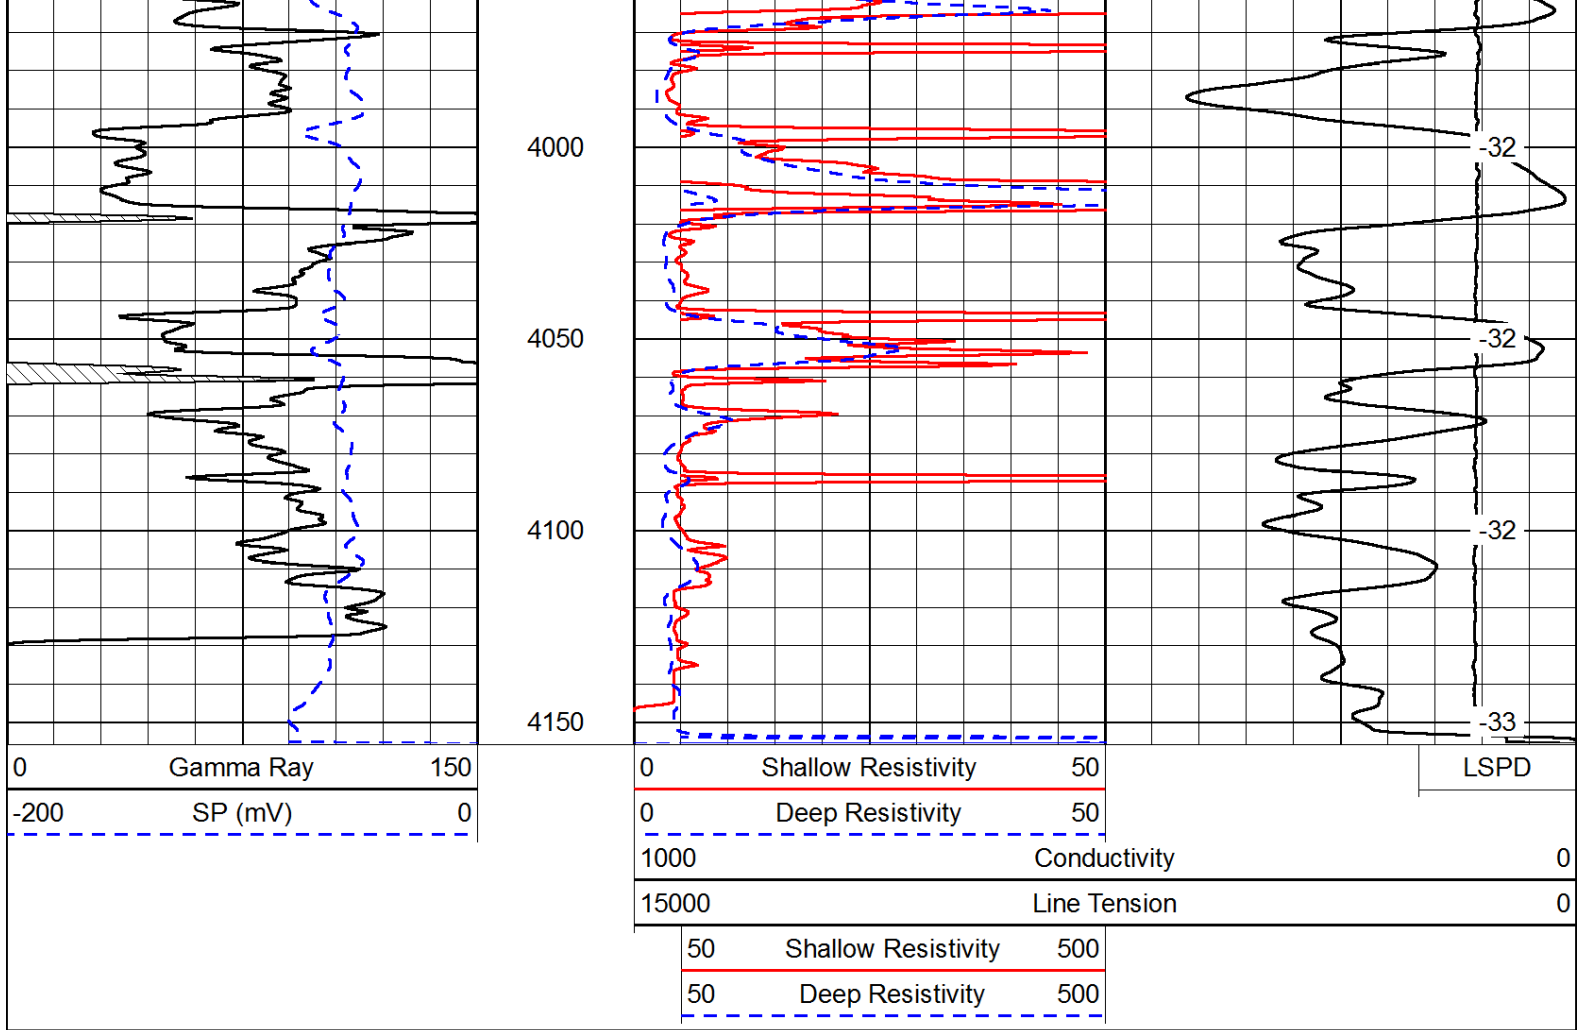 4000
-32
4050
-32
4100
-32
4150
-33
0 Gamma Ray 150
0 Shallow Resistivity 50
LSPD
-200 SP (mV) 0
0 Deep Resistivity 50
1000 Conductivity 0
15000 Line Tension 0
50 Shallow Resistivity 500
50 Deep Resistivity 500